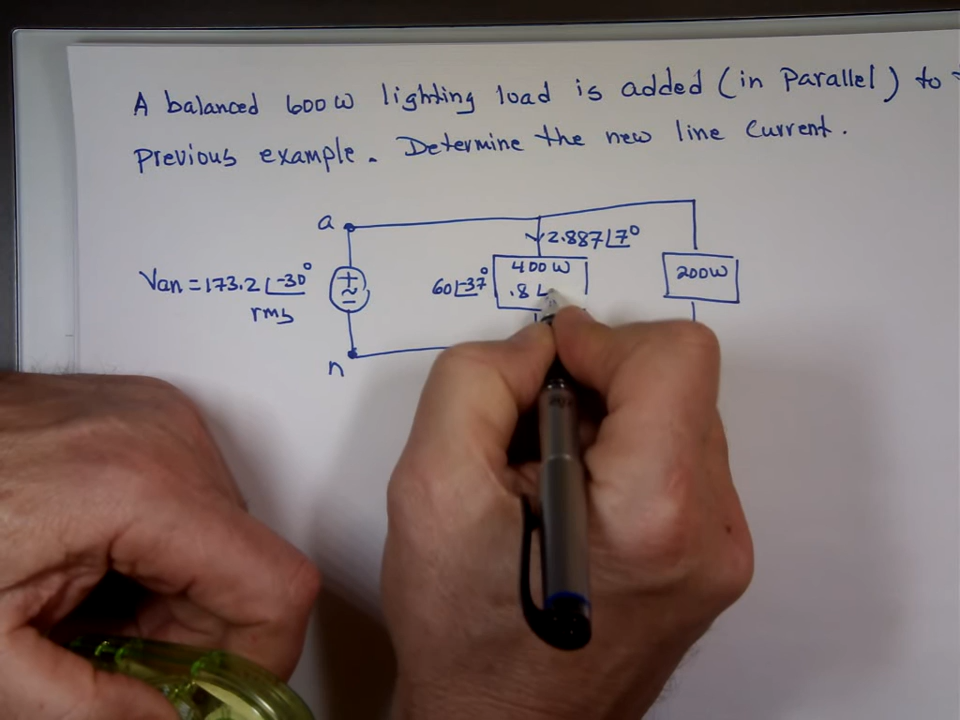 A balanced 600W lighting load is added (in Parallel) to
Previous example. Determine the new line current.
a
2.887∠7°
Van = 173.2∠-30°
rms
60∠-37°
400W
.8 L
200W
n